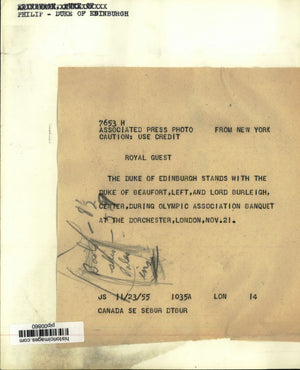 PHILIP - DUKE OF EDINBURGH
7653 H
ASSOCIATED PRESS PHOTO FROM NEW YORK
CAUTION: USE CREDIT
ROYAL GUEST
THE DUKE OF EDINBURGH STANDS WITH THE
DUKE OF BEAUFORT,LEFT,AND LORD BURLEIGH,
CENTER,DURING OLYMPIC ASSOCIATION BANQUET
AT THE DORCHESTER,LONDON,NOV.21.
JS 11/23/55 1035A LON 14
CANADA SE SEBUR DTBUR
historicimages.com